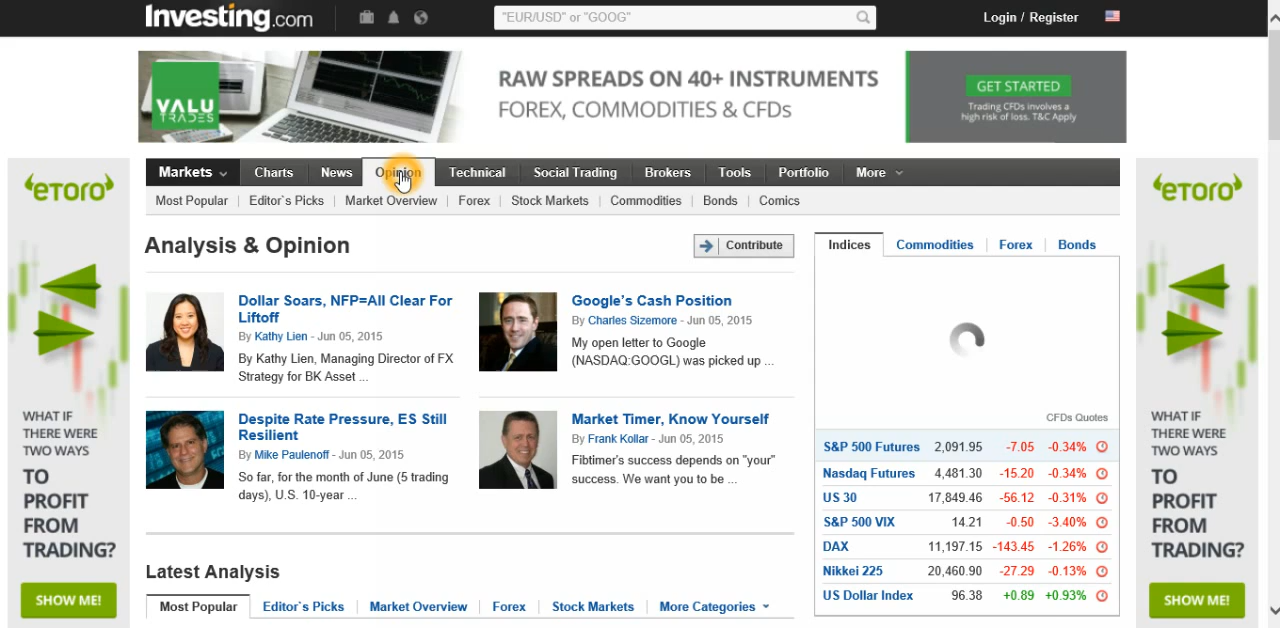 Investing.com
"EUR/USD" or "GOOG"
Login / Register
VALU TRADES
RAW SPREADS ON 40+ INSTRUMENTS
FOREX, COMMODITIES & CFDs
GET STARTED
Trading CFDs involves a
high risk of loss. T&C Apply
Markets Charts News Opinion Technical Social Trading Brokers Tools Portfolio More
Most Popular Editor`s Picks Market Overview Forex Stock Markets Commodities Bonds Comics
Analysis & Opinion
Contribute
Dollar Soars, NFP=All Clear For
Liftoff
By Kathy Lien - Jun 05, 2015
By Kathy Lien, Managing Director of FX
Strategy for BK Asset ...
Google's Cash Position
By Charles Sizemore - Jun 05, 2015
My open letter to Google
(NASDAQ:GOOGL) was picked up ...
Despite Rate Pressure, ES Still
Resilient
By Mike Paulenoff - Jun 05, 2015
So far, for the month of June (5 trading
days), U.S. 10-year ...
Market Timer, Know Yourself
By Frank Kollar - Jun 05, 2015
Fibtimer's success depends on "your"
success. We want you to be ...
Latest Analysis
Most Popular Editor`s Picks Market Overview Forex Stock Markets More Categories
Indices Commodities Forex Bonds
CFDs Quotes
S&P 500 Futures 2,091.95 -7.05 -0.34%
Nasdaq Futures 4,481.30 -15.20 -0.34%
US 30 17,849.46 -56.12 -0.31%
S&P 500 VIX 14.21 -0.50 -3.40%
DAX 11,197.15 -143.45 -1.26%
Nikkei 225 20,460.90 -27.29 -0.13%
US Dollar Index 96.38 +0.89 +0.93%
eTORO
WHAT IF
THERE WERE
TWO WAYS
TO
PROFIT
FROM
TRADING?
SHOW ME!
eTORO
WHAT IF
THERE WERE
TWO WAYS
TO
PROFIT
FROM
TRADING?
SHOW ME!